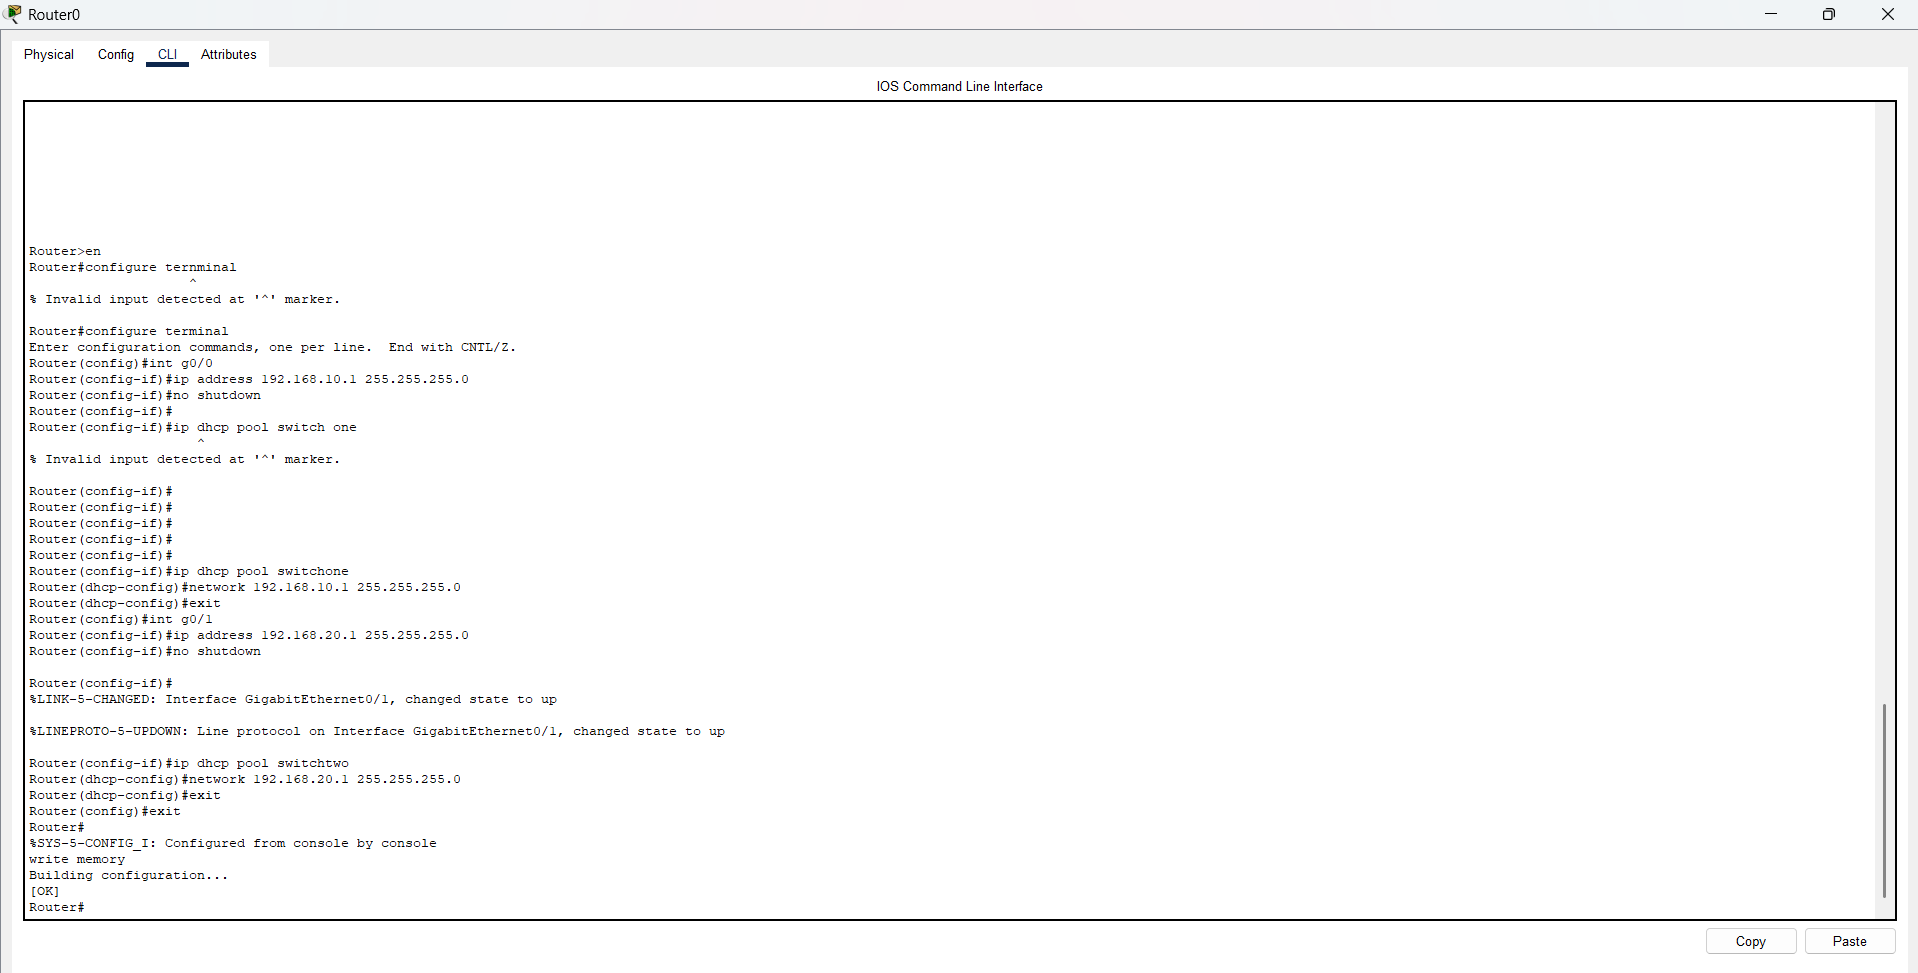 Router0
Physical Config CLI Attributes
IOS Command Line Interface
Router>en
Router#configure ternminal
^
% Invalid input detected at '^' marker.
Router#configure terminal
Enter configuration commands, one per line. End with CNTL/Z.
Router(config)#int g0/0
Router(config-if)#ip address 192.168.10.1 255.255.255.0
Router(config-if)#no shutdown
Router(config-if)#
Router(config-if)#ip dhcp pool switch one
^
% Invalid input detected at '^' marker.
Router(config-if)#
Router(config-if)#
Router(config-if)#
Router(config-if)#
Router(config-if)#
Router(config-if)#ip dhcp pool switchone
Router(dhcp-config)#network 192.168.10.1 255.255.255.0
Router(dhcp-config)#exit
Router(config)#int g0/1
Router(config-if)#ip address 192.168.20.1 255.255.255.0
Router(config-if)#no shutdown
Router(config-if)#
%LINK-5-CHANGED: Interface GigabitEthernet0/1, changed state to up
%LINEPROTO-5-UPDOWN: Line protocol on Interface GigabitEthernet0/1, changed state to up
Router(config-if)#ip dhcp pool switchtwo
Router(dhcp-config)#network 192.168.20.1 255.255.255.0
Router(dhcp-config)#exit
Router(config)#exit
Router#
%SYS-5-CONFIG_I: Configured from console by console
write memory
Building configuration...
[OK]
Router#
Copy Paste